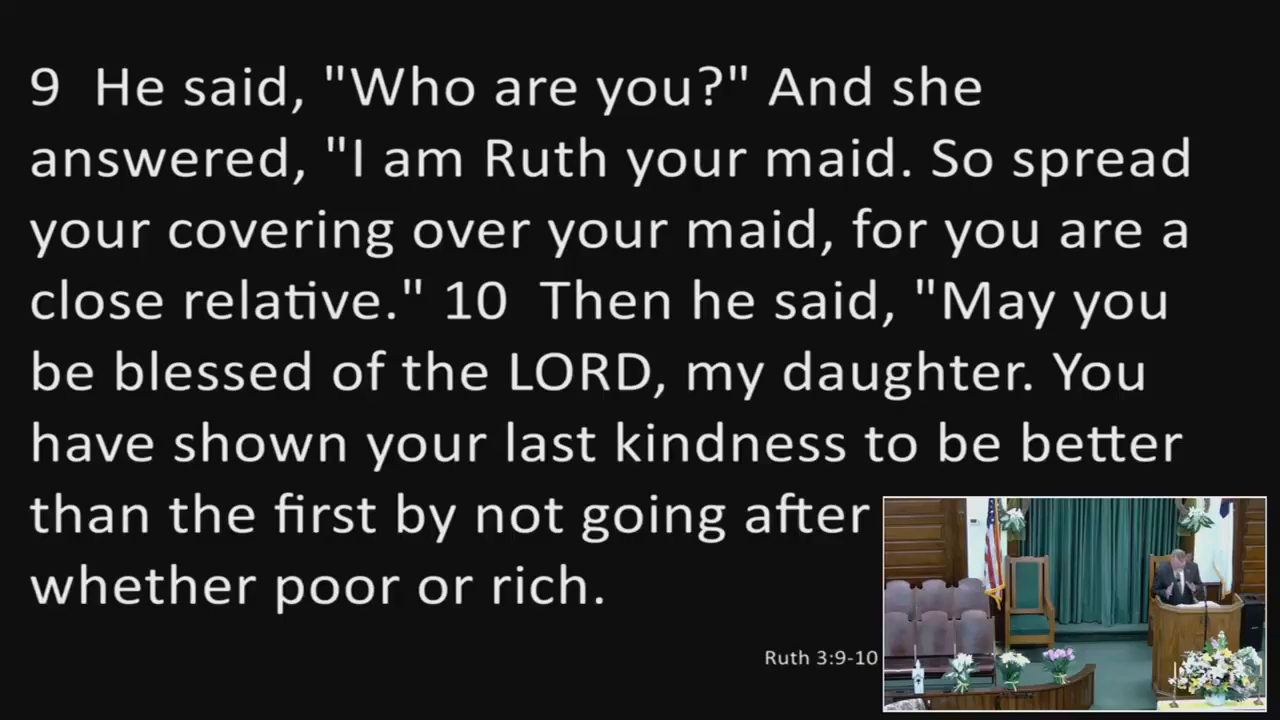 9 He said, "Who are you?" And she
answered, "I am Ruth your maid. So spread
your covering over your maid, for you are a
close relative." 10 Then he said, "May you
be blessed of the LORD, my daughter. You
have shown your last kindness to be better
than the first by not going after
whether poor or rich.
Ruth 3:9-10